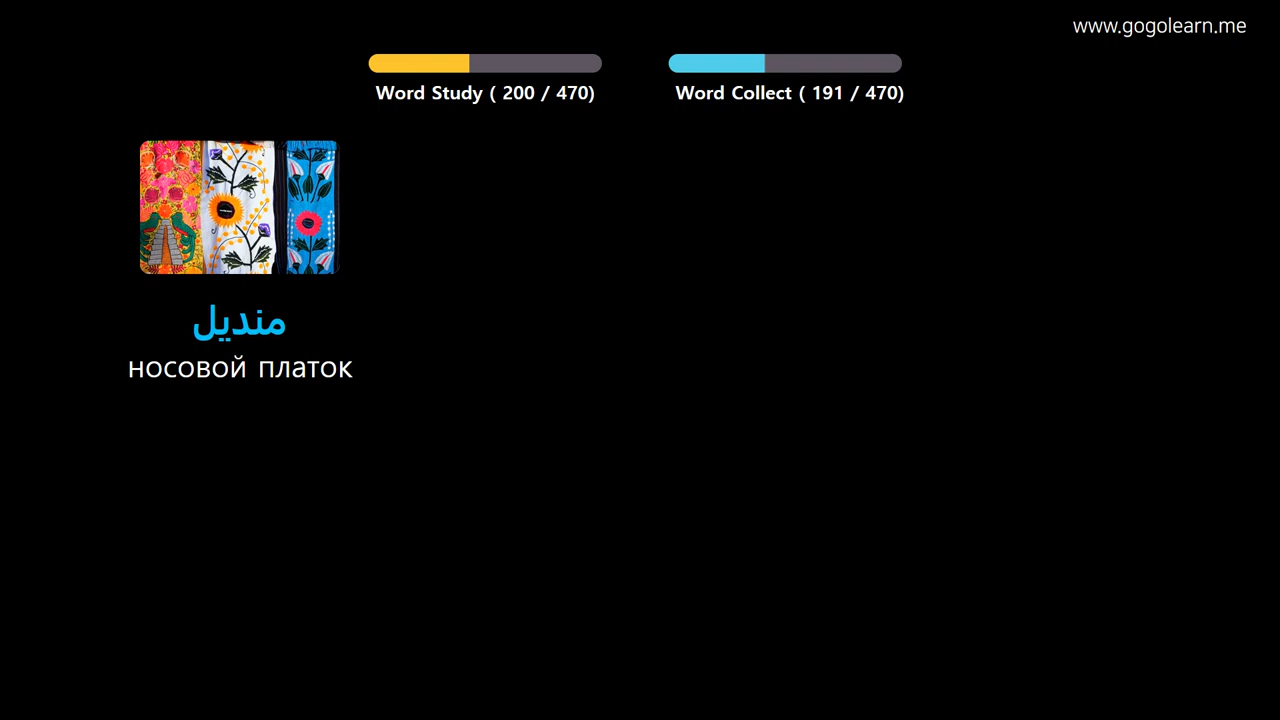 www.gogolearn.me
Word Study ( 200 / 470)
Word Collect ( 191 / 470)
منديل
носовой платок